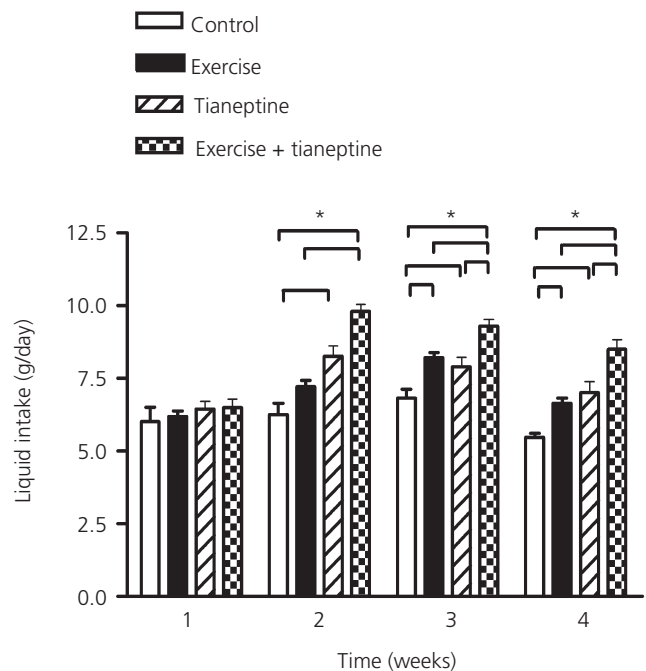 Control
Exercise
Tianeptine
Exercise + tianeptine
* * *
12.5
10.0
7.5
5.0
2.5
0.0
Liquid intake (g/day)
1 2 3 4
Time (weeks)